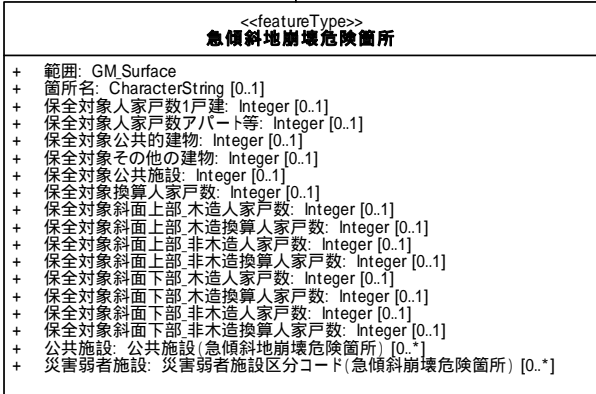 <<featureType>>
急傾斜地崩壊危険箇所
+ 範囲: GM_Surface
+ 箇所名: CharacterString [0..1]
+ 保全対象人家戸数1戸建: Integer [0..1]
+ 保全対象人家戸数アパート等: Integer [0..1]
+ 保全対象公共的建物: Integer [0..1]
+ 保全対象その他の建物: Integer [0..1]
+ 保全対象公共施設: Integer [0..1]
+ 保全対象換算人家戸数: Integer [0..1]
+ 保全対象斜面上部_木造人家戸数: Integer [0..1]
+ 保全対象斜面上部_木造換算人家戸数: Integer [0..1]
+ 保全対象斜面上部_非木造人家戸数: Integer [0..1]
+ 保全対象斜面上部_非木造換算人家戸数: Integer [0..1]
+ 保全対象斜面下部_木造人家戸数: Integer [0..1]
+ 保全対象斜面下部_木造換算人家戸数: Integer [0..1]
+ 保全対象斜面下部_非木造人家戸数: Integer [0..1]
+ 保全対象斜面下部_非木造換算人家戸数: Integer [0..1]
+ 公共施設: 公共施設(急傾斜地崩壊危険箇所) [0..*]
+ 災害弱者施設: 災害弱者施設区分コード(急傾斜崩壊危険箇所) [0..*]